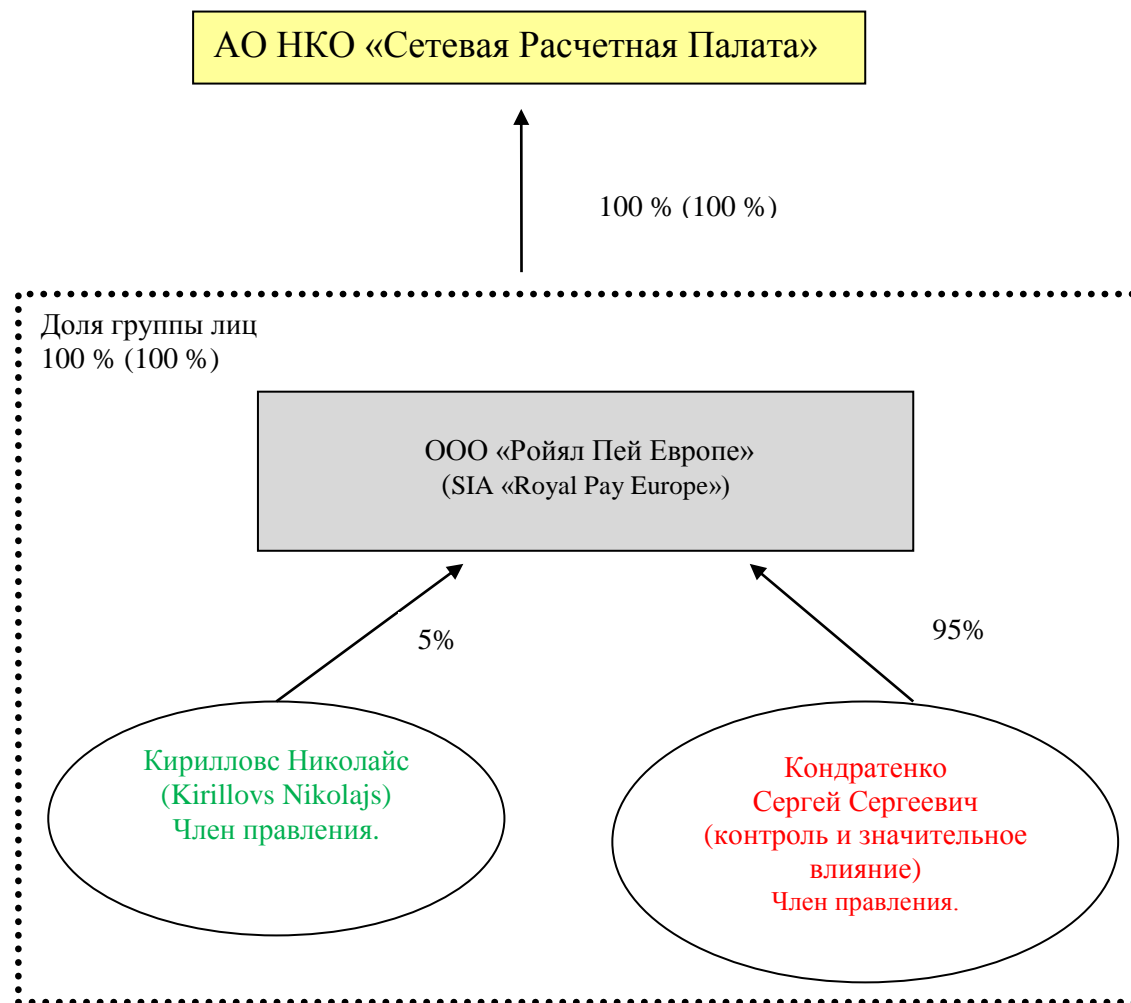 АО НКО «Сетевая Расчетная Палата»
100 % (100 %)
Доля группы лиц
100 % (100 %)
ООО «Ройял Пей Европе»
(SIA «Royal Pay Europe»)
5%
95%
Кирилловс Николайс
(Kirillovs Nikolajs)
Член правления.
Кондратенко
Сергей Сергеевич
(контроль и значительное
влияние)
Член правления.